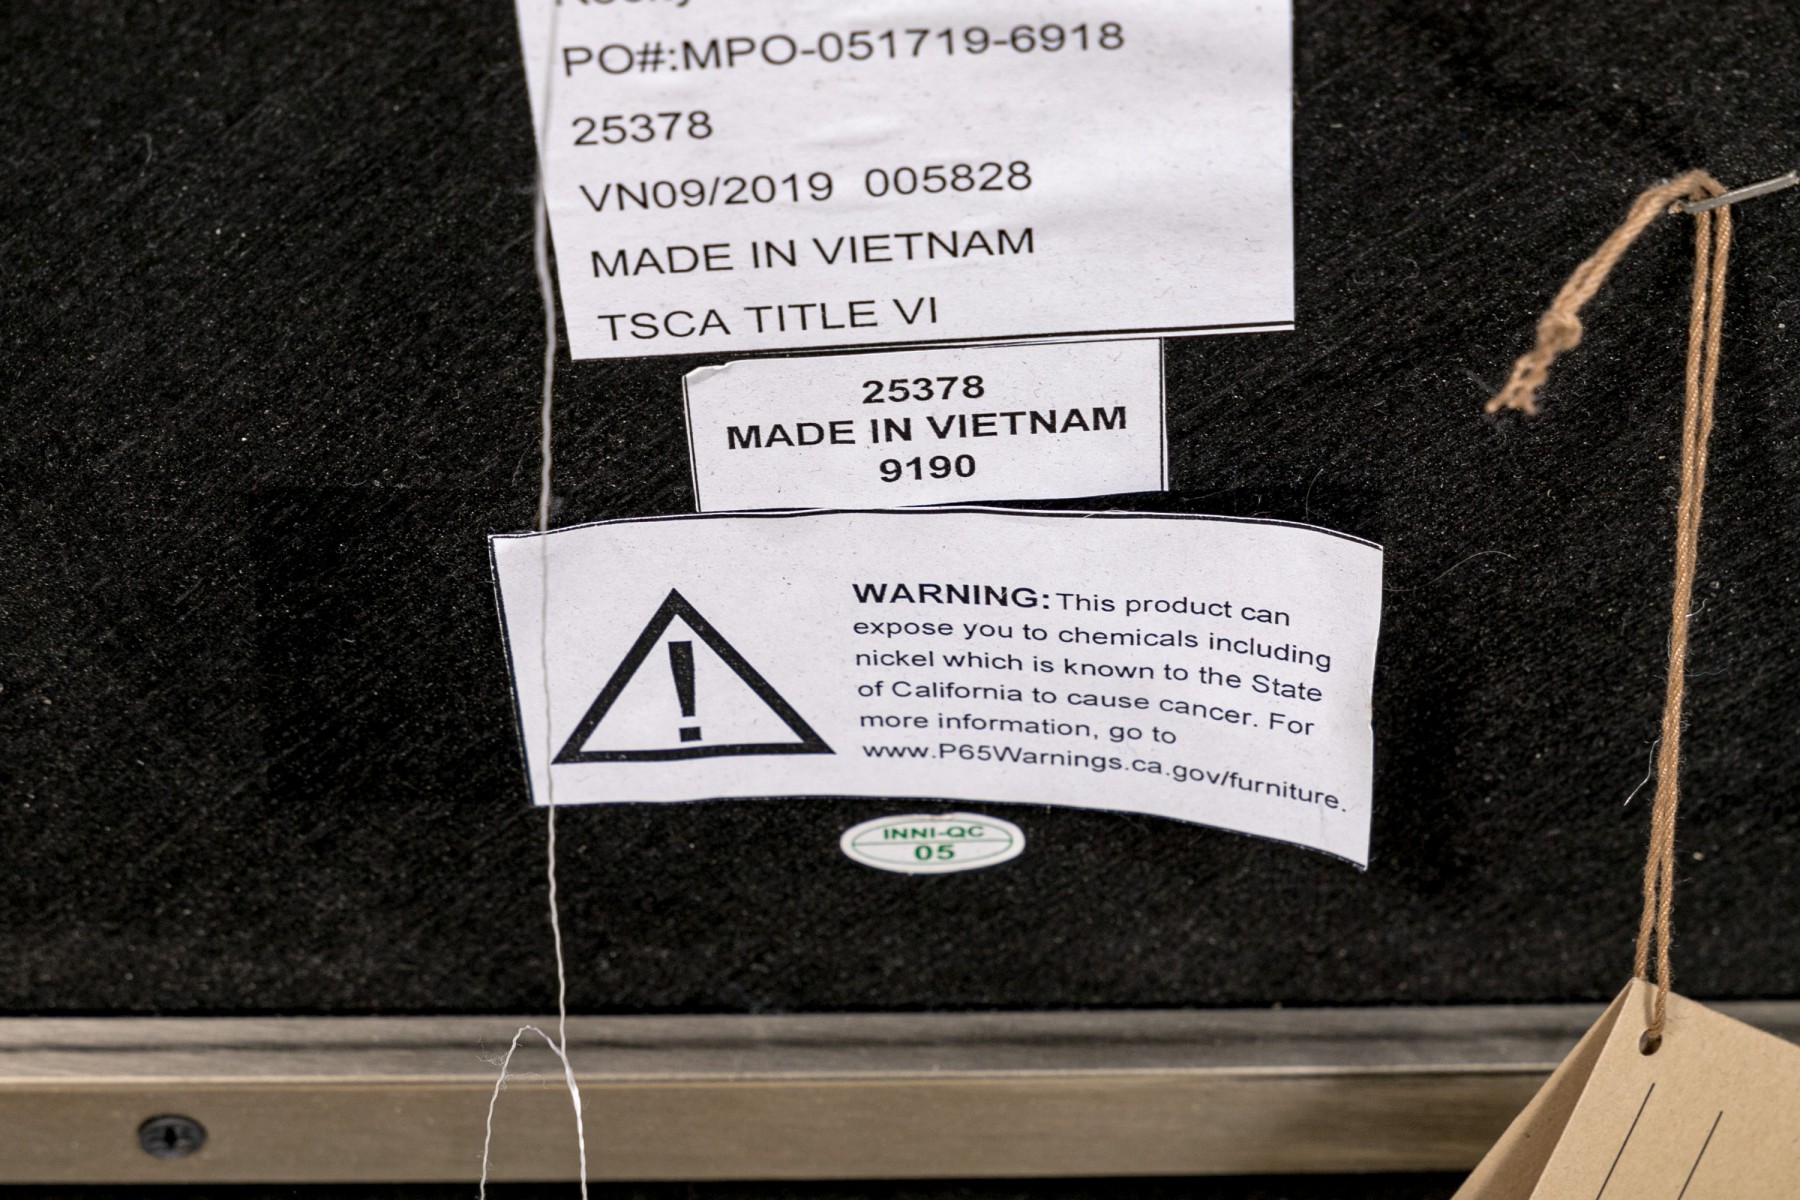 PO#:MPO-051719-6918
25378
VN09/2019 005828
MADE IN VIETNAM
TSCA TITLE VI
25378
MADE IN VIETNAM
9190
WARNING: This product can
expose you to chemicals including
nickel which is known to the State
of California to cause cancer. For
more information, go to
www.P65Warnings.ca.gov/furniture.
INNI-QC
05